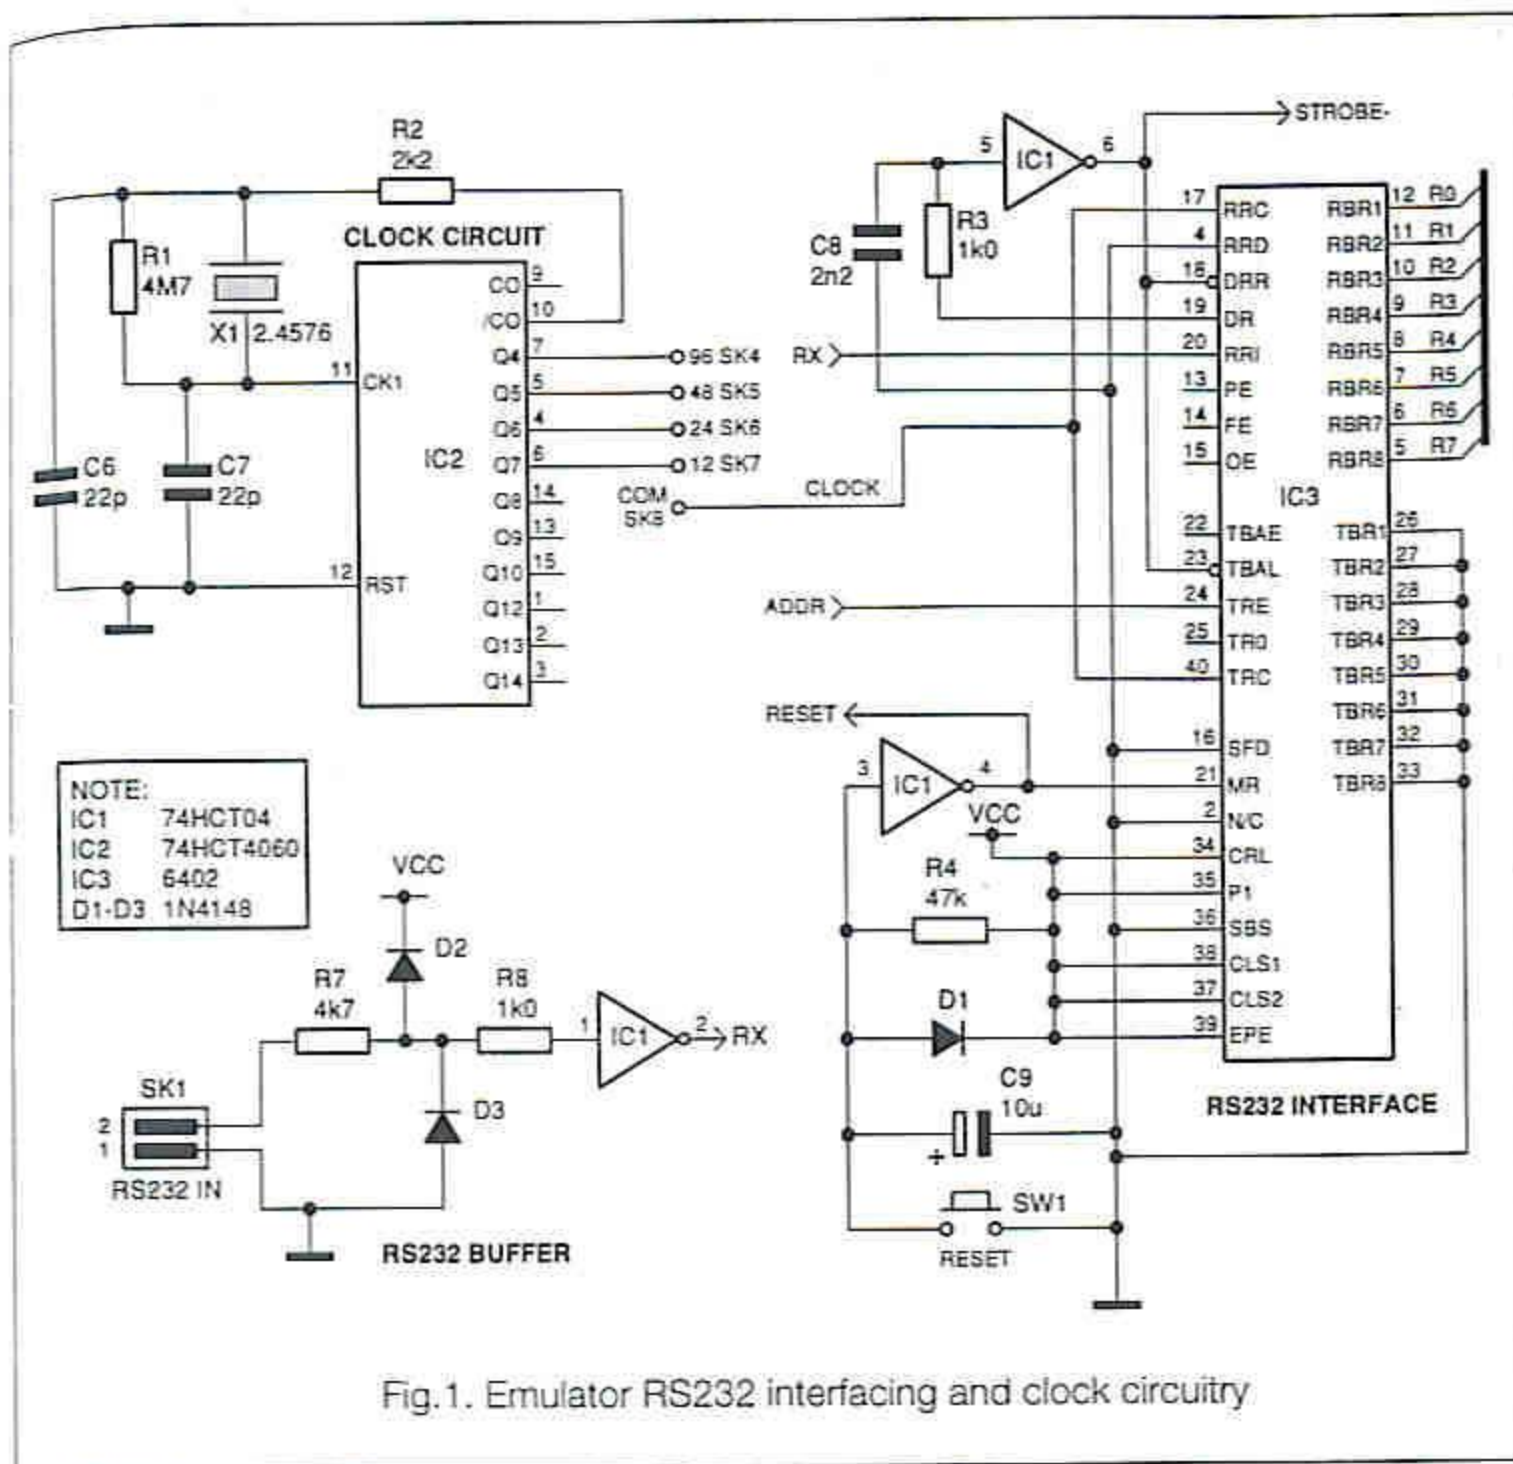 R2
2k2
CLOCK CIRCUIT
R1
4M7
X1 2.4576
C6
22p
C7
22p
11 CK1
12 RST
IC2
CO 9
/CO 10
Q4 7
Q5 5
Q6 4
Q7 6
Q8 14
Q9 13
Q10 15
Q12 1
Q13 2
Q14 3
96 SK4
48 SK5
24 SK6
12 SK7
COM
SK8
CLOCK
NOTE:
IC1 74HCT04
IC2 74HCT4060
IC3 6402
D1-D3 1N4148
VCC
D2
R7
4k7
R8
1k0
1 IC1 2 RX
D3
SK1
2
1
RS232 IN
RS232 BUFFER
5 IC1 6
STROBE-
C8
2n2
R3
1k0
RX
ADDR
RESET
3 IC1 4
VCC
R4
47k
D1
C9
10u
+
SW1
RESET
17 RRC
4 RRD
18 DRR
19 DR
20 RRI
13 PE
14 FE
15 OE
22 TBAE
23 TBAL
24 TRE
25 TR0
40 TRC
16 SFD
21 MR
2 N/C
34 CRL
35 P1
36 SBS
38 CLS1
37 CLS2
39 EPE
IC3
RBR1 12 R0
RBR2 11 R1
RBR3 10 R2
RBR4 9 R3
RBR5 8 R4
RBR6 7 R5
RBR7 6 R6
RBR8 5 R7
TBR1 26
TBR2 27
TBR3 28
TBR4 29
TBR5 30
TBR6 31
TBR7 32
TBR8 33
RS232 INTERFACE
Fig.1. Emulator RS232 interfacing and clock circuitry